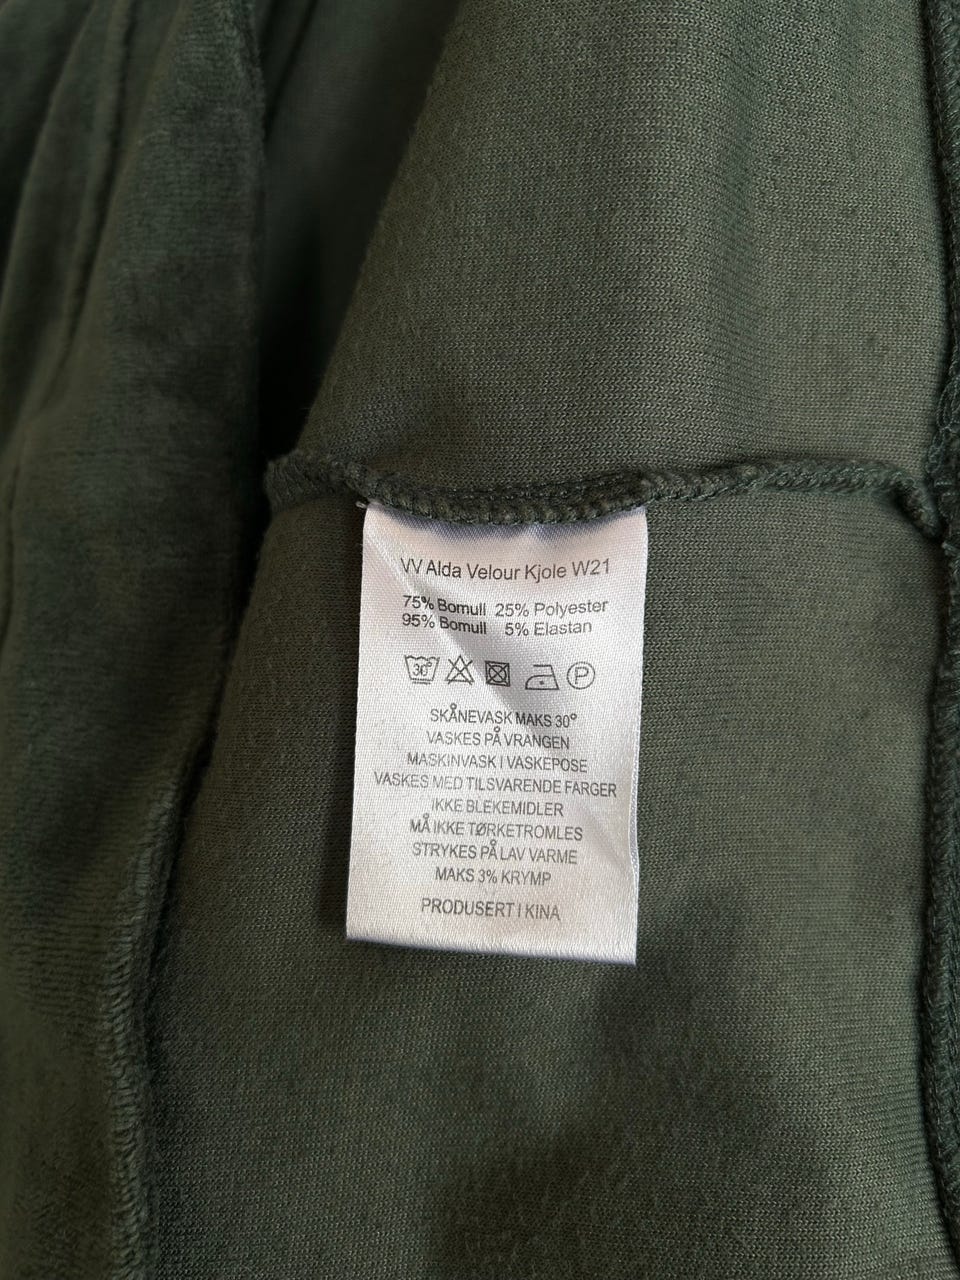 VV Alda Velour Kjole W21
75% Bomull 25% Polyester
95% Bomull 5% Elastan
30° P
SKÅNEVASK MAKS 30°
VASKES PÅ VRANGEN
MASKINVASK I VASKEPOSE
VASKES MED TILSVARENDE FARGER
IKKE BLEKEMIDLER
MÅ IKKE TØRKETROMLES
STRYKES PÅ LAV VARME
MAKS 3% KRYMP
PRODUSERT I KINA